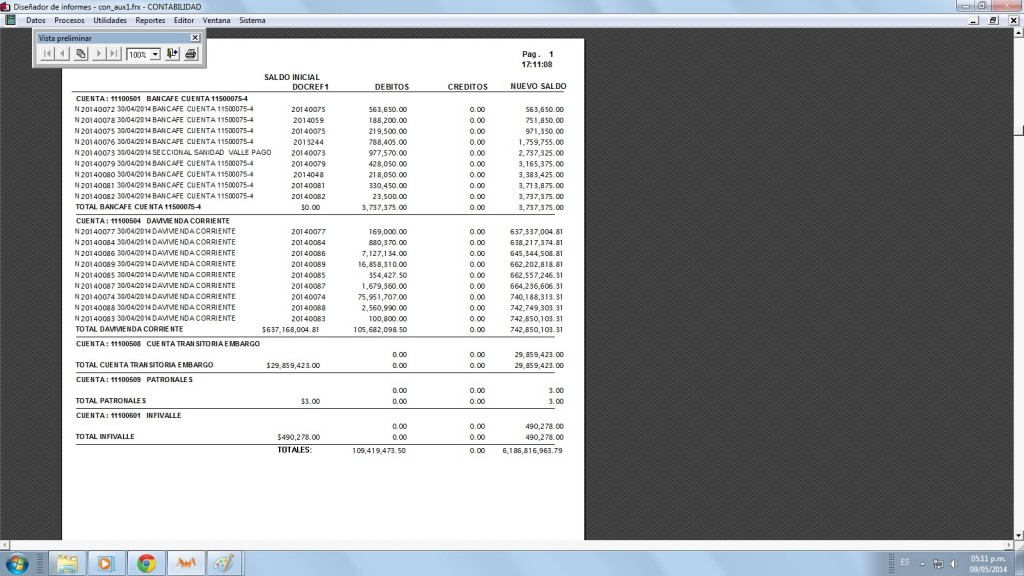 Diseñador de informes - con_aux1.frx - CONTABILIDAD
Datos Procesos Utilidades Reportes Editor Ventana Sistema
Vista preliminar
100%
Pag. 1
17:11:08
SALDO INICIAL
DOCREF1 DEBITOS CREDITOS NUEVO SALDO
CUENTA : 11100501 BANCAFE CUENTA 11500075-4
N 20140072 30/04/2014 BANCAFE CUENTA 11500075-4 20140075 563,650.00 0.00 563,650.00
N 20140078 30/04/2014 BANCAFE CUENTA 11500075-4 2014059 188,200.00 0.00 751,850.00
N 20140075 30/04/2014 BANCAFE CUENTA 11500075-4 20140075 219,500.00 0.00 971,350.00
N 20140076 30/04/2014 BANCAFE CUENTA 11500075-4 2013244 788,405.00 0.00 1,759,755.00
N 20140073 30/04/2014 SECCIONAL SANIDAD VALLE PAGO 20140073 977,570.00 0.00 2,737,325.00
N 20140079 30/04/2014 BANCAFE CUENTA 11500075-4 20140079 428,050.00 0.00 3,165,375.00
N 20140080 30/04/2014 BANCAFE CUENTA 11500075-4 2014048 218,050.00 0.00 3,383,425.00
N 20140081 30/04/2014 BANCAFE CUENTA 11500075-4 20140081 330,450.00 0.00 3,713,875.00
N 20140082 30/04/2014 BANCAFE CUENTA 11500075-4 20140082 23,500.00 0.00 3,737,375.00
TOTAL BANCAFE CUENTA 11500075-4 $0.00 3,737,375.00 0.00 3,737,375.00
CUENTA : 11100504 DAVIVIENDA CORRIENTE
N 20140077 30/04/2014 DAVIVIENDA CORRIENTE 20140077 169,000.00 0.00 637,337,004.81
N 20140084 30/04/2014 DAVIVIENDA CORRIENTE 20140084 880,370.00 0.00 638,217,374.81
N 20140086 30/04/2014 DAVIVIENDA CORRIENTE 20140086 7,127,134.00 0.00 645,344,508.81
N 20140089 30/04/2014 DAVIVIENDA CORRIENTE 20140089 16,858,310.00 0.00 662,202,818.81
N 20140085 30/04/2014 DAVIVIENDA CORRIENTE 20140085 354,427.50 0.00 662,557,246.31
N 20140087 30/04/2014 DAVIVIENDA CORRIENTE 20140087 1,679,360.00 0.00 664,236,606.31
N 20140074 30/04/2014 DAVIVIENDA CORRIENTE 20140074 75,951,707.00 0.00 740,188,313.31
N 20140088 30/04/2014 DAVIVIENDA CORRIENTE 20140088 2,560,990.00 0.00 742,749,303.31
N 20140083 30/04/2014 DAVIVIENDA CORRIENTE 20140083 100,800.00 0.00 742,850,103.31
TOTAL DAVIVIENDA CORRIENTE $637,168,004.81 105,682,098.50 0.00 742,850,103.31
CUENTA : 11100508 CUENTA TRANSITORIA EMBARGO
0.00 0.00 29,859,423.00
TOTAL CUENTA TRANSITORIA EMBARGO $29,859,423.00 0.00 0.00 29,859,423.00
CUENTA : 11100509 PATRONALES
0.00 0.00 3.00
TOTAL PATRONALES $3.00 0.00 0.00 3.00
CUENTA : 11100601 INFIVALLE
0.00 0.00 490,278.00
TOTAL INFIVALLE $490,278.00 0.00 0.00 490,278.00
TOTALES: 109,419,473.50 0.00 6,186,816,963.79
ES
05:11 p.m.
09/05/2014